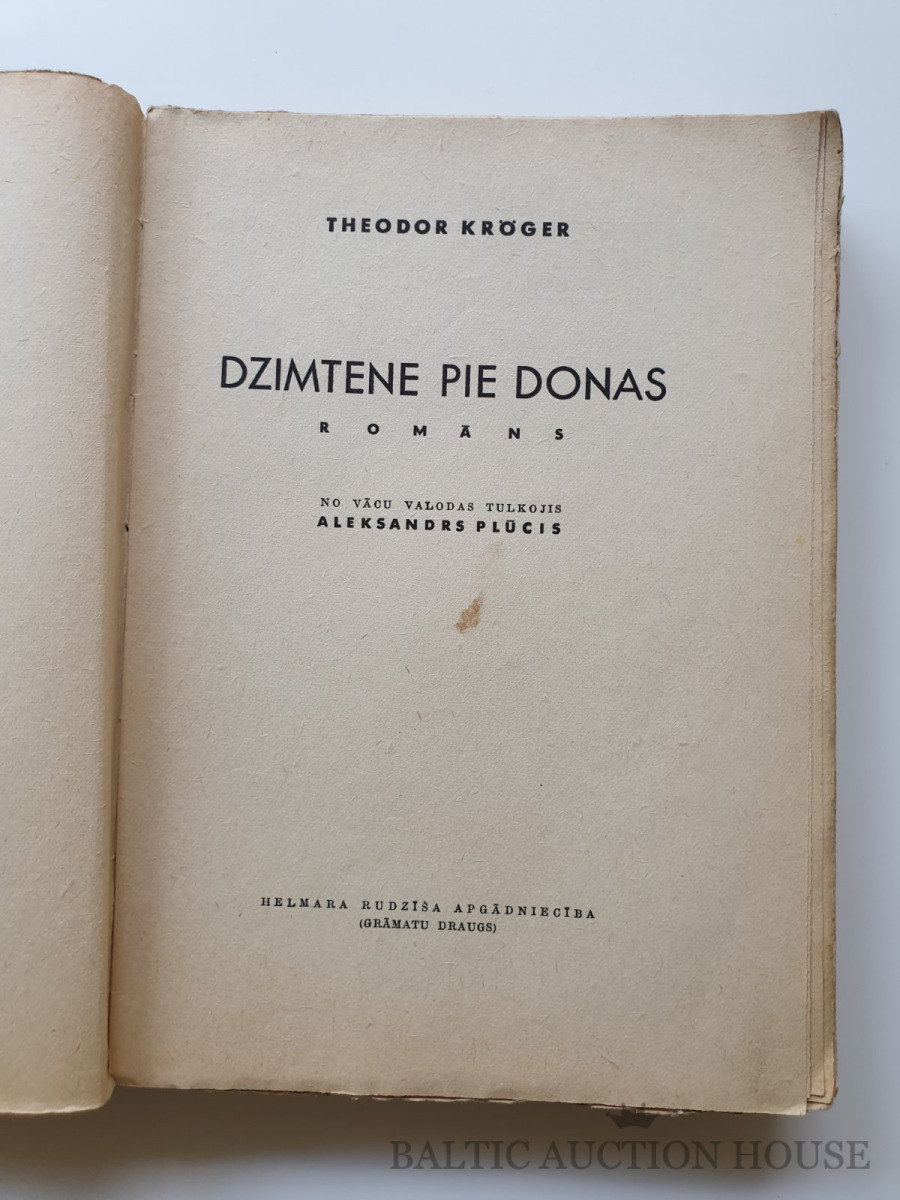 THEODOR KRÖGER
DZIMTENE PIE DONAS
ROMĀNS
NO VĀCU VALODAS TULKOJIS
ALEKSANDRS PLŪCIS
HELMARA RUDZĪŠA APGĀDNIECĪBA
(GRĀMATU DRAUGS)
BALTIC AUCTION HOUSE